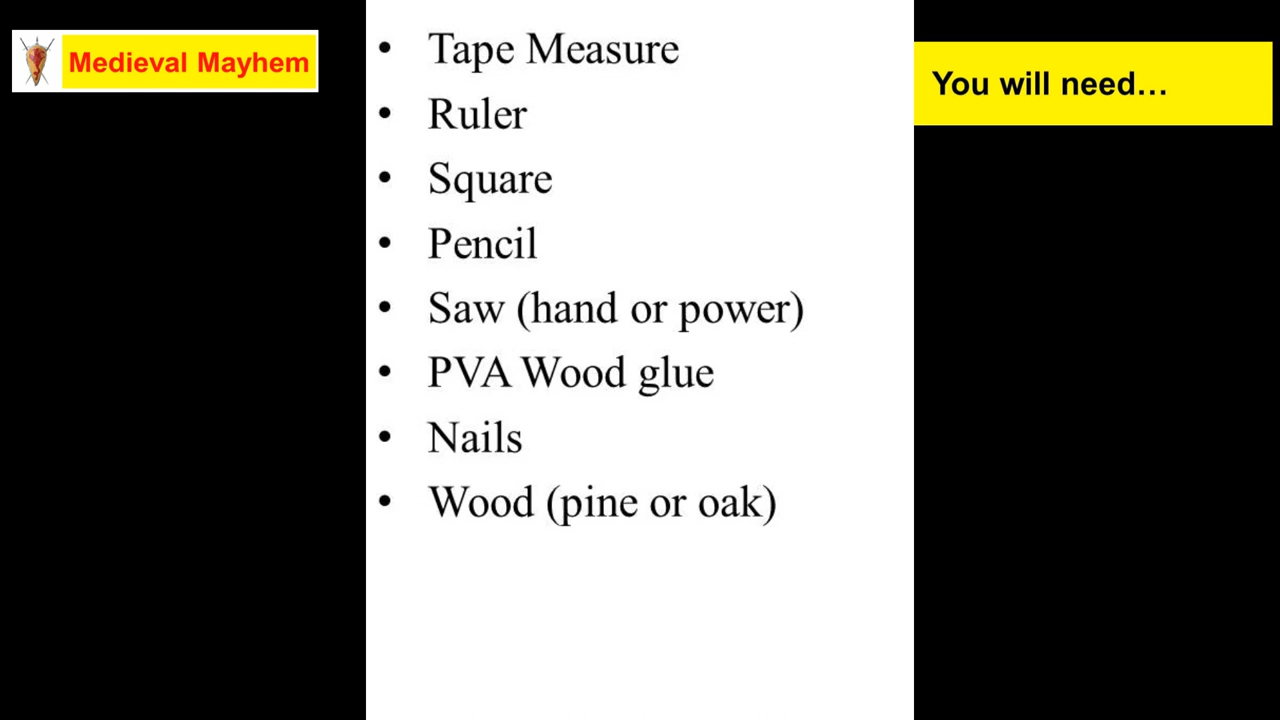 Medieval Mayhem
You will need…
• Tape Measure
• Ruler
• Square
• Pencil
• Saw (hand or power)
• PVA Wood glue
• Nails
• Wood (pine or oak)